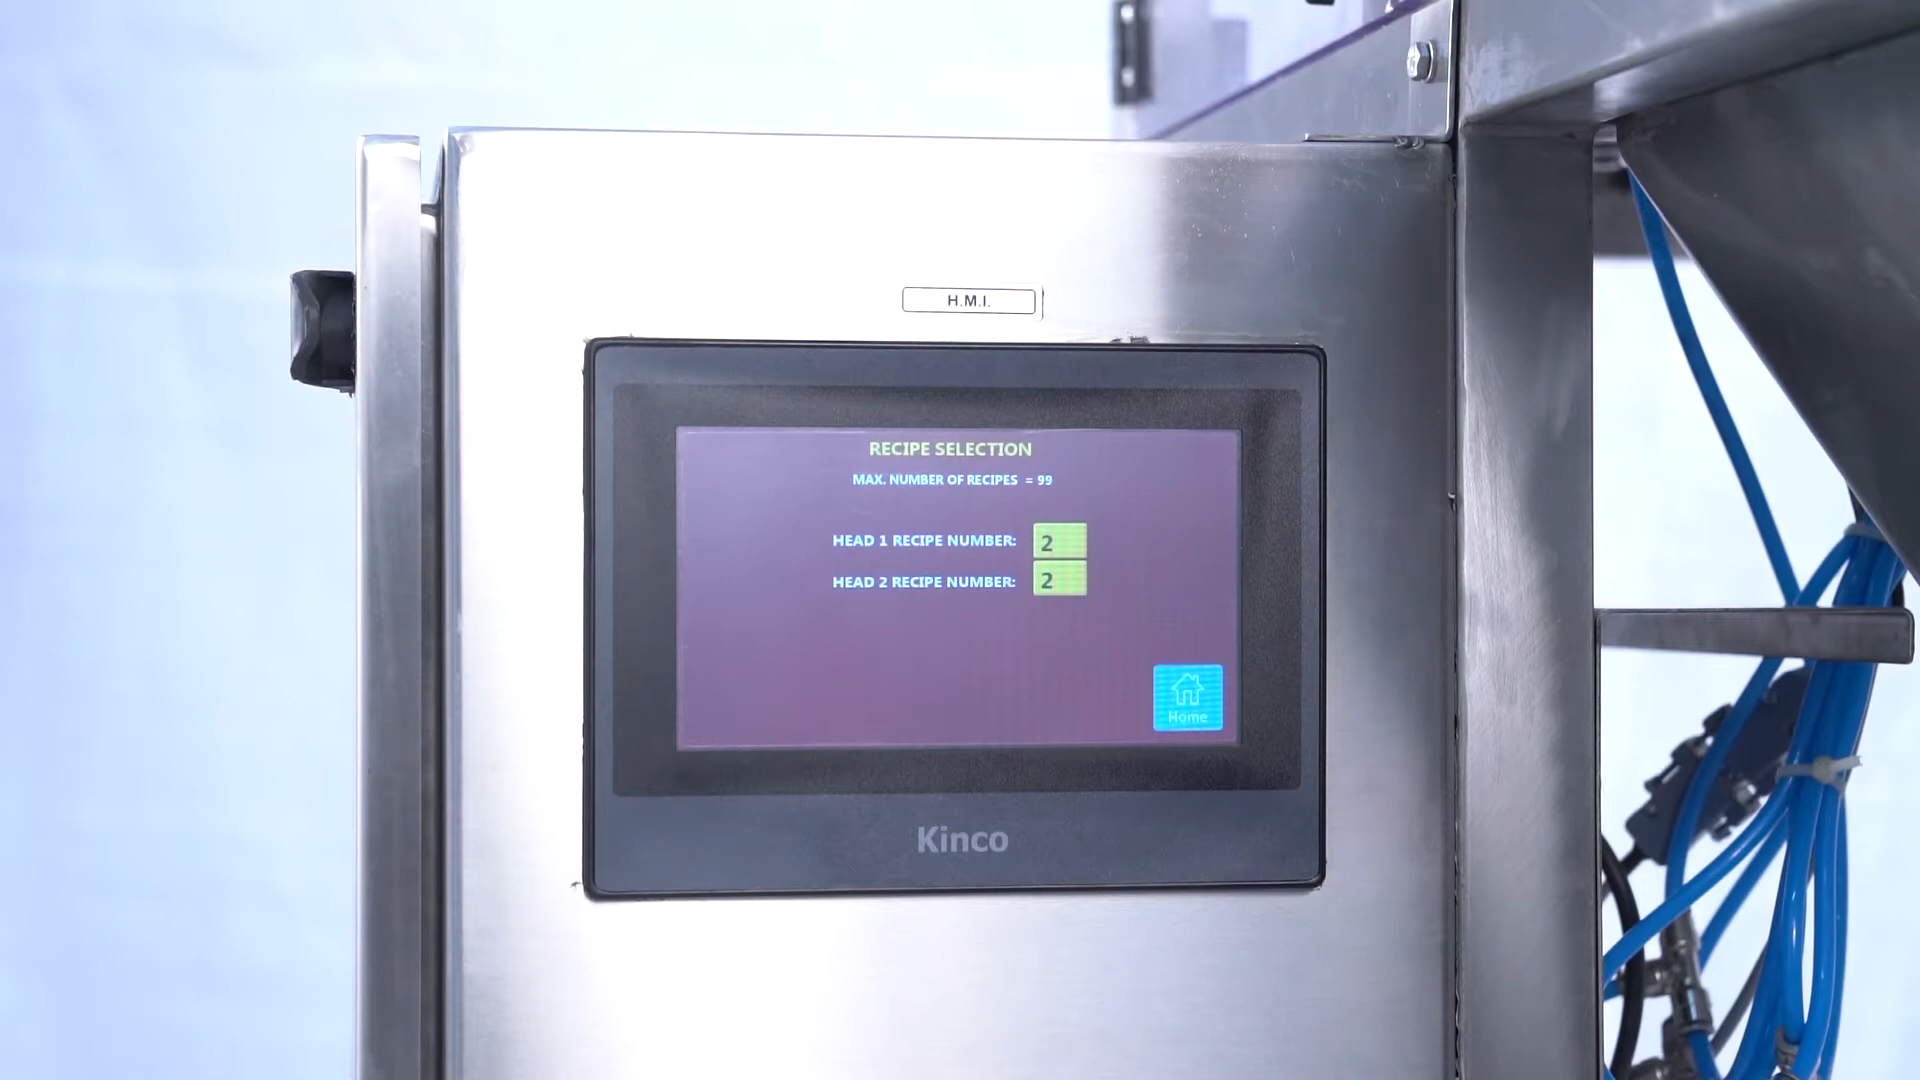 H.M.I.
RECIPE SELECTION
MAX. NUMBER OF RECIPES = 99
HEAD 1 RECIPE NUMBER: 2
HEAD 2 RECIPE NUMBER: 2
Home
Kinco